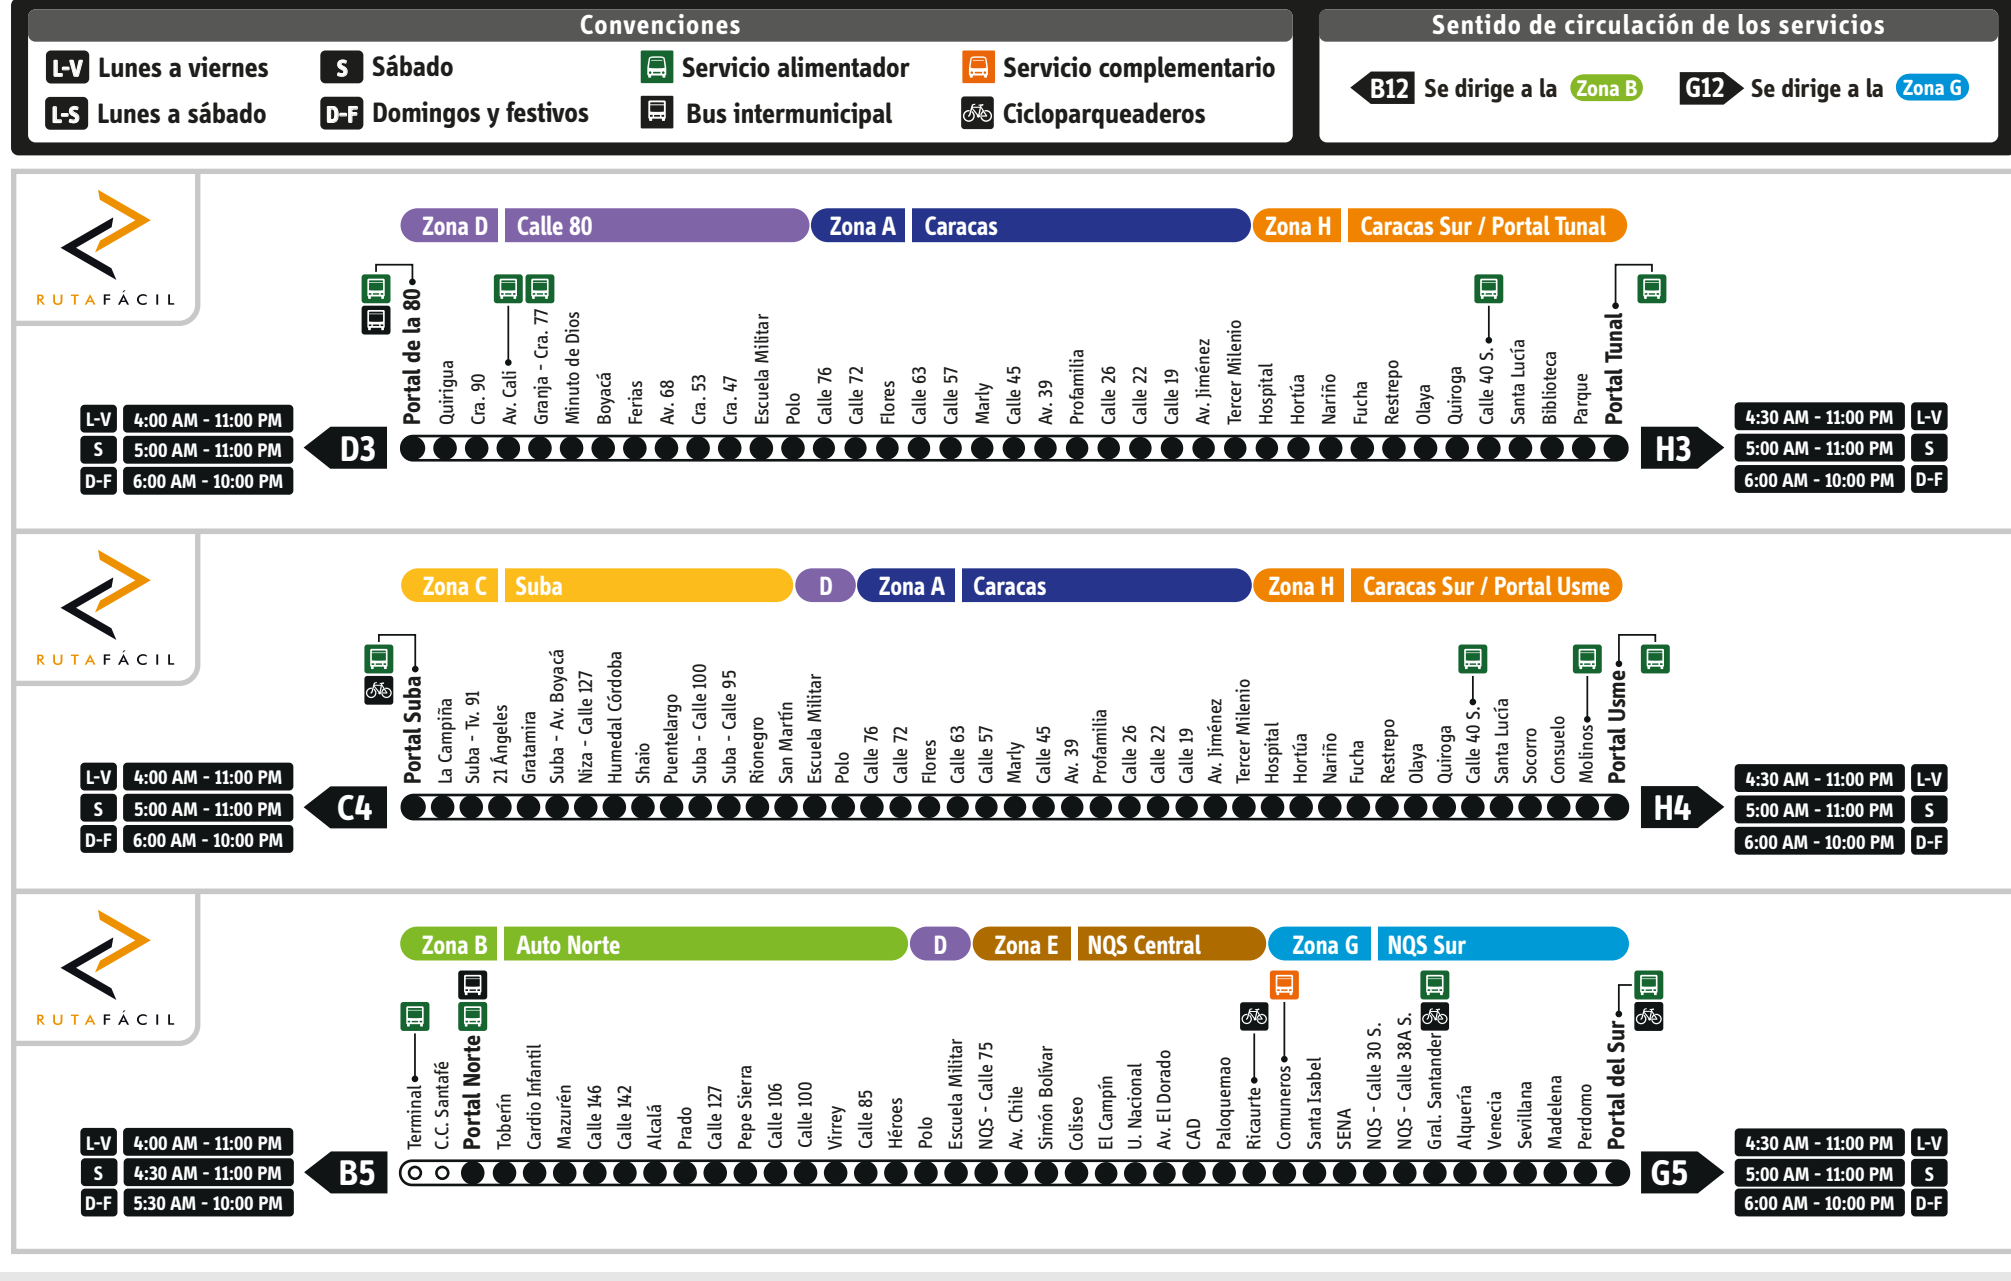 Convenciones
L-V Lunes a viernes
S Sábado
Servicio alimentador
Servicio complementario
L-S Lunes a sábado
D-F Domingos y festivos
Bus intermunicipal
Cicloparqueaderos
Sentido de circulación de los servicios
B12 Se dirige a la Zona B
G12 Se dirige a la Zona G
RUTAFÁCIL
Zona D Calle 80
Zona A Caracas
Zona H Caracas Sur / Portal Tunal
Portal de la 80
Quirigua
Cra. 90
Av. Cali
Granja - Cra. 77
Minuto de Dios
Boyacá
Ferias
Av. 68
Cra. 53
Cra. 47
Escuela Militar
Polo
Calle 76
Calle 72
Flores
Calle 63
Calle 57
Marly
Calle 45
Av. 39
Profamilia
Calle 26
Calle 22
Calle 19
Av. Jiménez
Tercer Milenio
Hospital
Hortúa
Nariño
Fucha
Restrepo
Olaya
Quiroga
Calle 40 S.
Santa Lucía
Biblioteca
Parque
Portal Tunal
L-V 4:00 AM - 11:00 PM
S 5:00 AM - 11:00 PM
D-F 6:00 AM - 10:00 PM
D3
H3
4:30 AM - 11:00 PM L-V
5:00 AM - 11:00 PM S
6:00 AM - 10:00 PM D-F
RUTAFÁCIL
Zona C Suba
D
Zona A Caracas
Zona H Caracas Sur / Portal Usme
Portal Suba
La Campiña
Suba - Tv. 91
21 Ángeles
Gratamira
Suba - Av. Boyacá
Niza - Calle 127
Humedal Córdoba
Shaio
Puentelargo
Suba - Calle 100
Suba - Calle 95
Rionegro
San Martín
Escuela Militar
Polo
Calle 76
Calle 72
Flores
Calle 63
Calle 57
Marly
Calle 45
Av. 39
Profamilia
Calle 26
Calle 22
Calle 19
Av. Jiménez
Tercer Milenio
Hospital
Hortúa
Nariño
Fucha
Restrepo
Olaya
Quiroga
Calle 40 S.
Santa Lucía
Socorro
Consuelo
Molinos
Portal Usme
L-V 4:00 AM - 11:00 PM
S 5:00 AM - 11:00 PM
D-F 6:00 AM - 10:00 PM
C4
H4
4:30 AM - 11:00 PM L-V
5:00 AM - 11:00 PM S
6:00 AM - 10:00 PM D-F
RUTAFÁCIL
Zona B Auto Norte
D
Zona E NQS Central
Zona G NQS Sur
Terminal
C.C. Santafé
Portal Norte
Toberín
Cardio Infantil
Mazurén
Calle 146
Calle 142
Alcalá
Prado
Calle 127
Pepe Sierra
Calle 106
Calle 100
Virrey
Calle 85
Héroes
Polo
Escuela Militar
NQS - Calle 75
Av. Chile
Simón Bolívar
Coliseo
El Campín
U. Nacional
Av. El Dorado
CAD
Paloquemao
Ricaurte
Comuneros
Santa Isabel
SENA
NQS - Calle 30 S.
NQS - Calle 38A S.
Gral. Santander
Alquería
Venecia
Sevillana
Madelena
Perdomo
Portal del Sur
L-V 4:00 AM - 11:00 PM
S 4:30 AM - 11:00 PM
D-F 5:30 AM - 10:00 PM
B5
G5
4:30 AM - 11:00 PM L-V
5:00 AM - 11:00 PM S
6:00 AM - 10:00 PM D-F